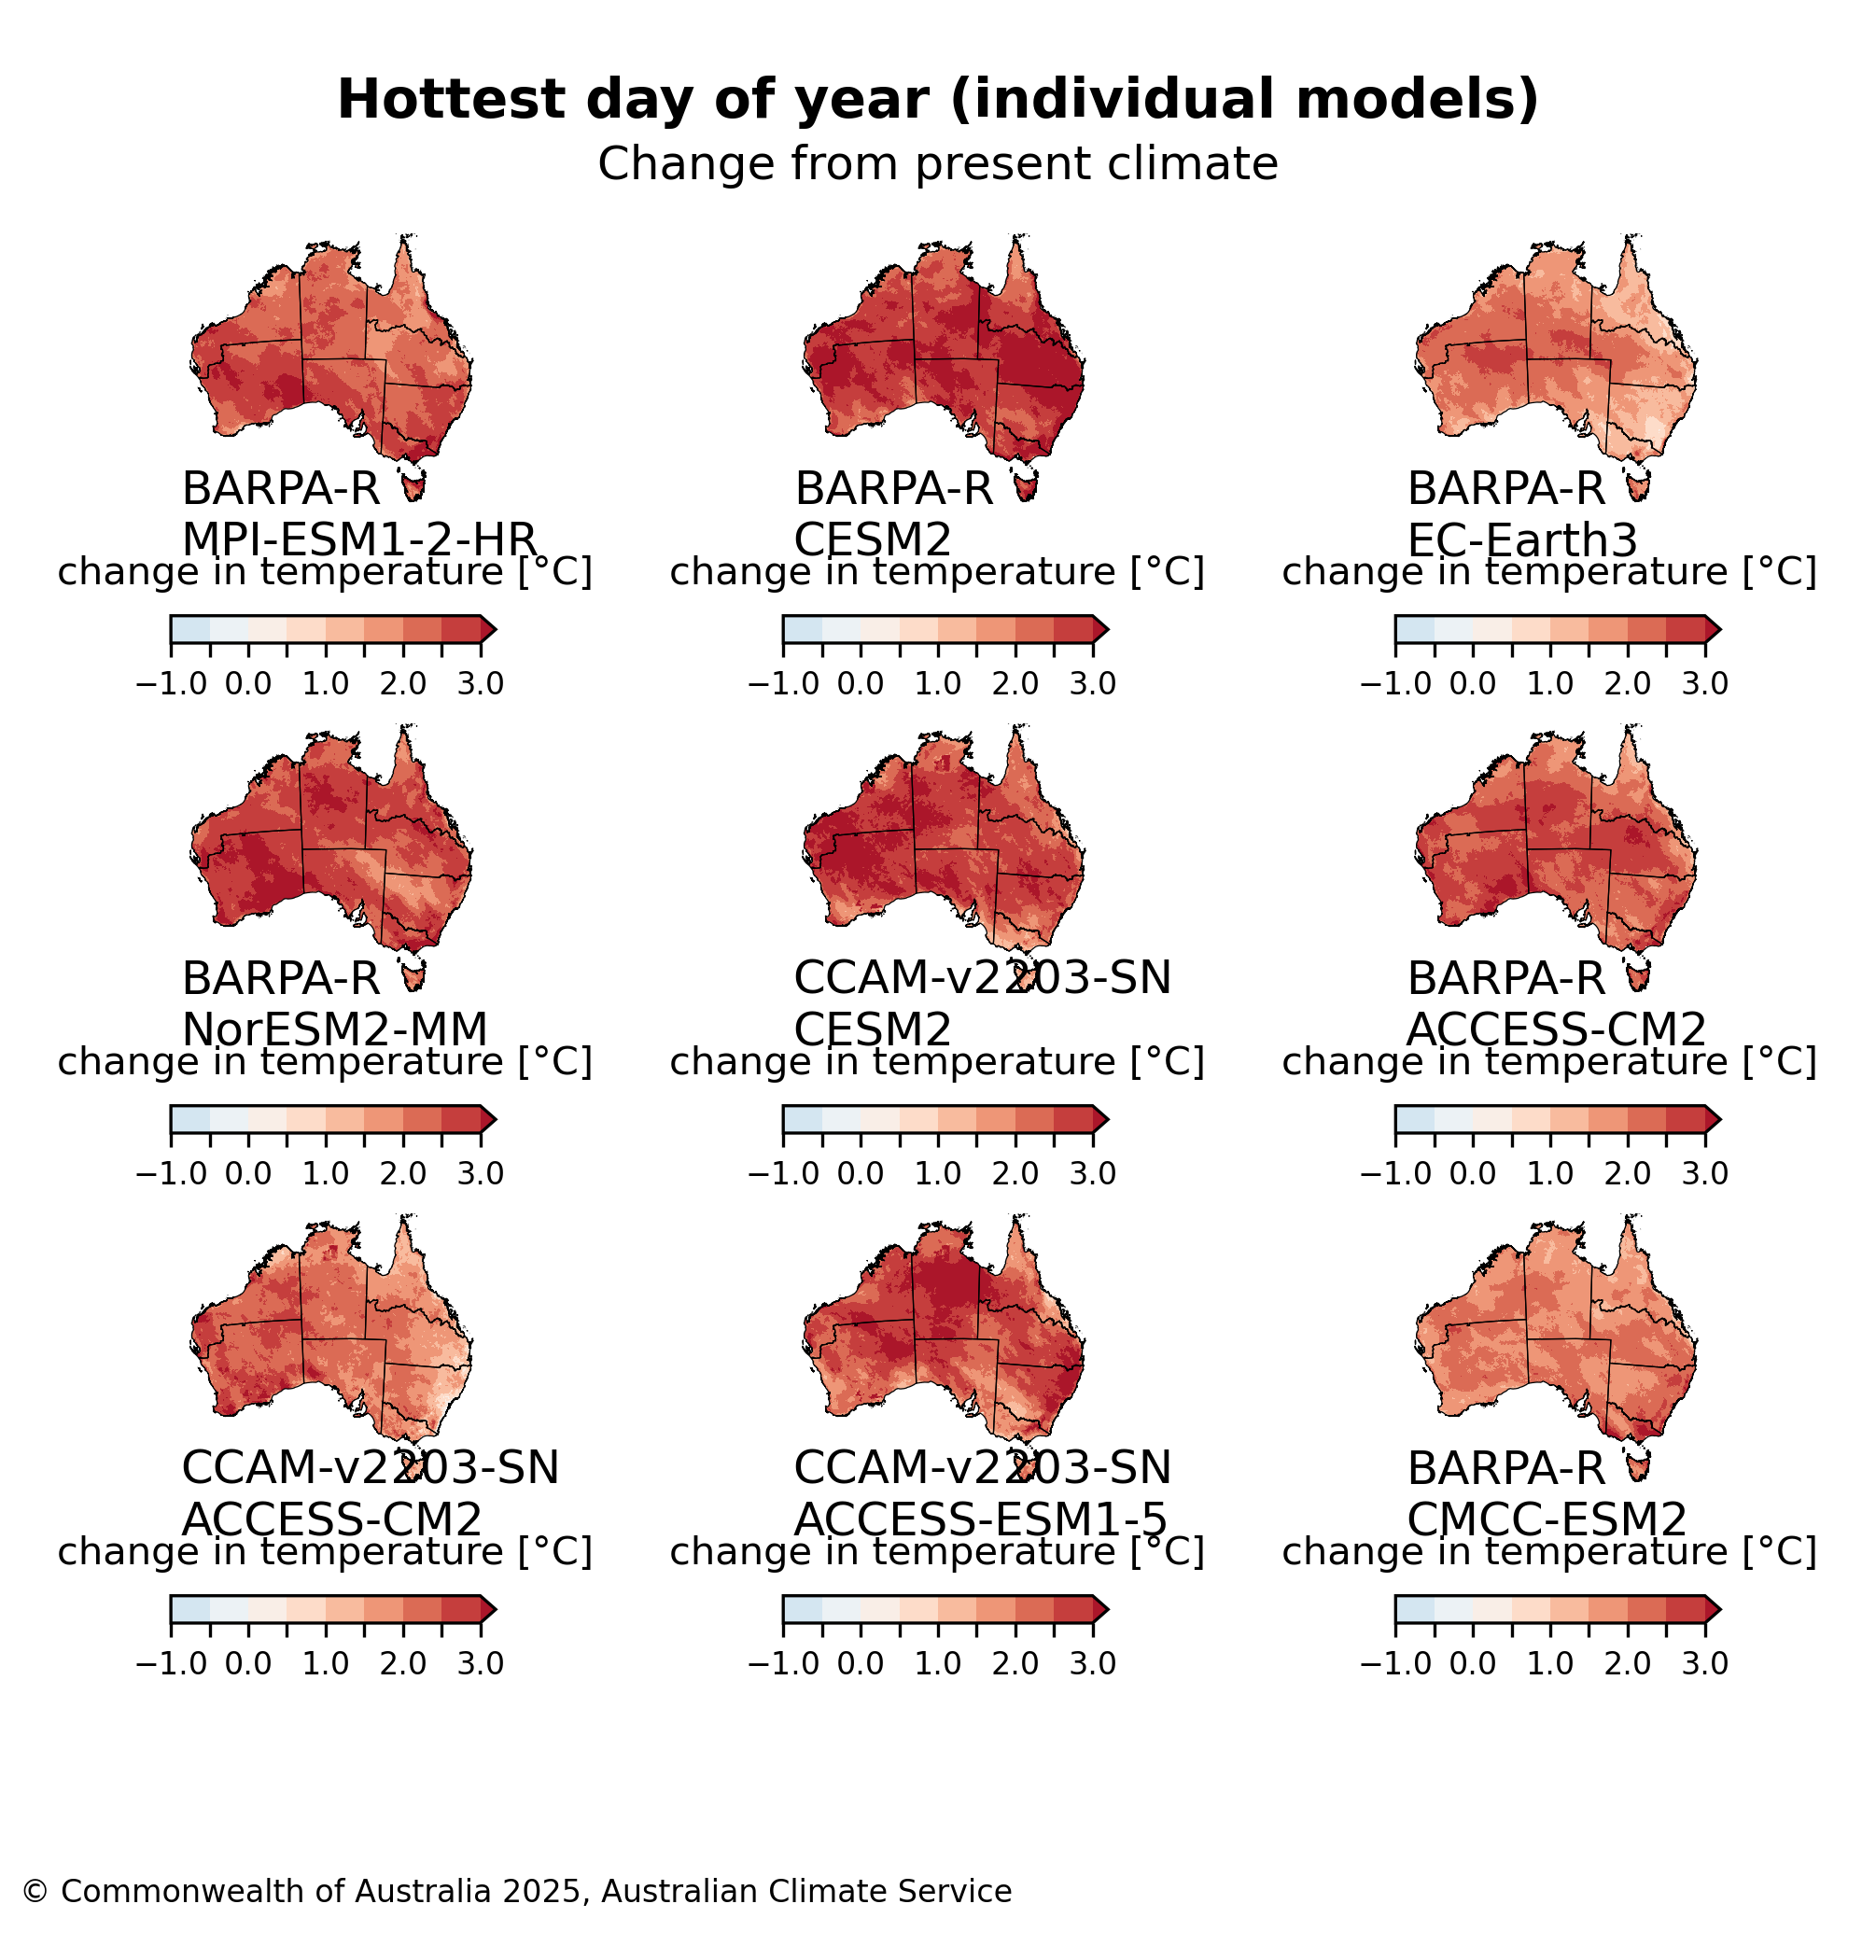 Hottest day of year (individual models)
Change from present climate
BARPA-R
MPI-ESM1-2-HR
change in temperature [°C]
−1.0 0.0 1.0 2.0 3.0
BARPA-R
CESM2
change in temperature [°C]
−1.0 0.0 1.0 2.0 3.0
BARPA-R
EC-Earth3
change in temperature [°C]
−1.0 0.0 1.0 2.0 3.0
BARPA-R
NorESM2-MM
change in temperature [°C]
−1.0 0.0 1.0 2.0 3.0
CCAM-v2203-SN
CESM2
change in temperature [°C]
−1.0 0.0 1.0 2.0 3.0
BARPA-R
ACCESS-CM2
change in temperature [°C]
−1.0 0.0 1.0 2.0 3.0
CCAM-v2203-SN
ACCESS-CM2
change in temperature [°C]
−1.0 0.0 1.0 2.0 3.0
CCAM-v2203-SN
ACCESS-ESM1-5
change in temperature [°C]
−1.0 0.0 1.0 2.0 3.0
BARPA-R
CMCC-ESM2
change in temperature [°C]
−1.0 0.0 1.0 2.0 3.0
© Commonwealth of Australia 2025, Australian Climate Service